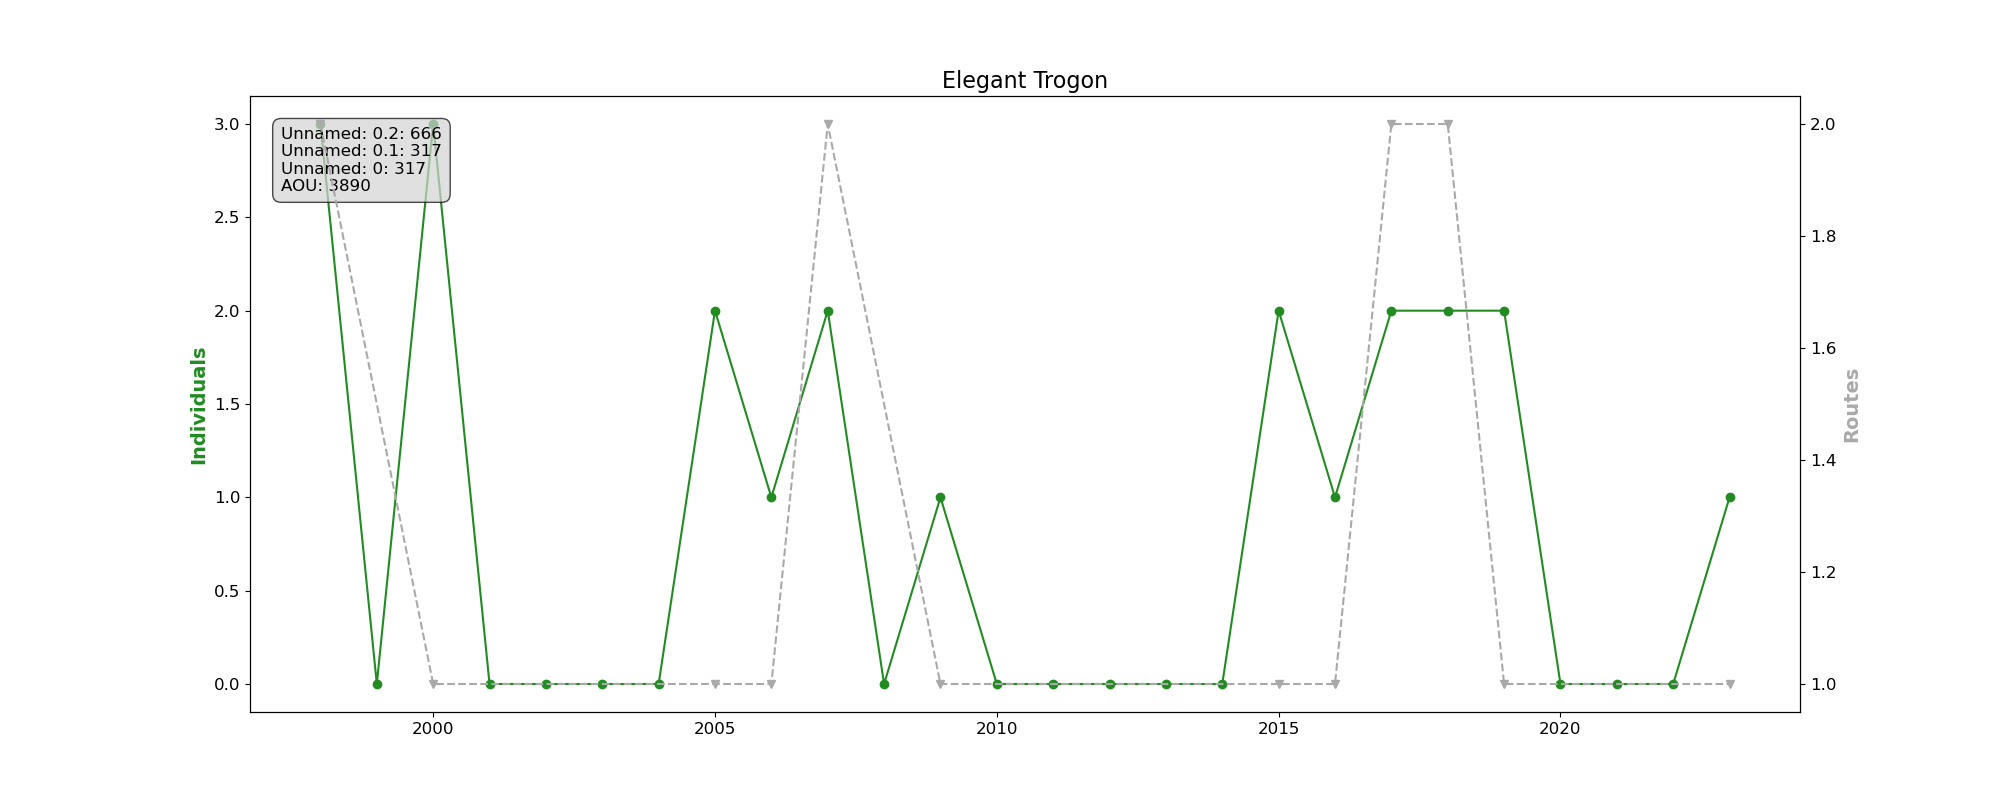 Elegant Trogon
Unnamed: 0.2: 666
Unnamed: 0.1: 317
Unnamed: 0: 317
AOU: 3890
3.0
2.5
2.0
1.5
1.0
0.5
0.0
Individuals
2.0
1.8
1.6
1.4
1.2
1.0
Routes
2000 2005 2010 2015 2020